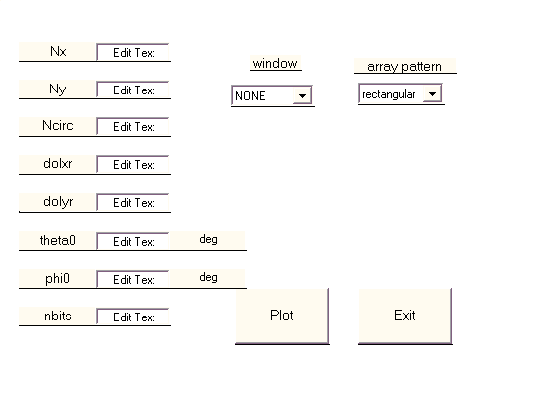 Nx Edit Tex:
window
array pattern
Ny Edit Tex:
NONE
rectangular
Ncirc Edit Tex:
dolxr Edit Tex:
dolyr Edit Tex:
theta0 Edit Tex: deg
phi0 Edit Tex: deg
nbits Edit Tex:
Plot
Exit